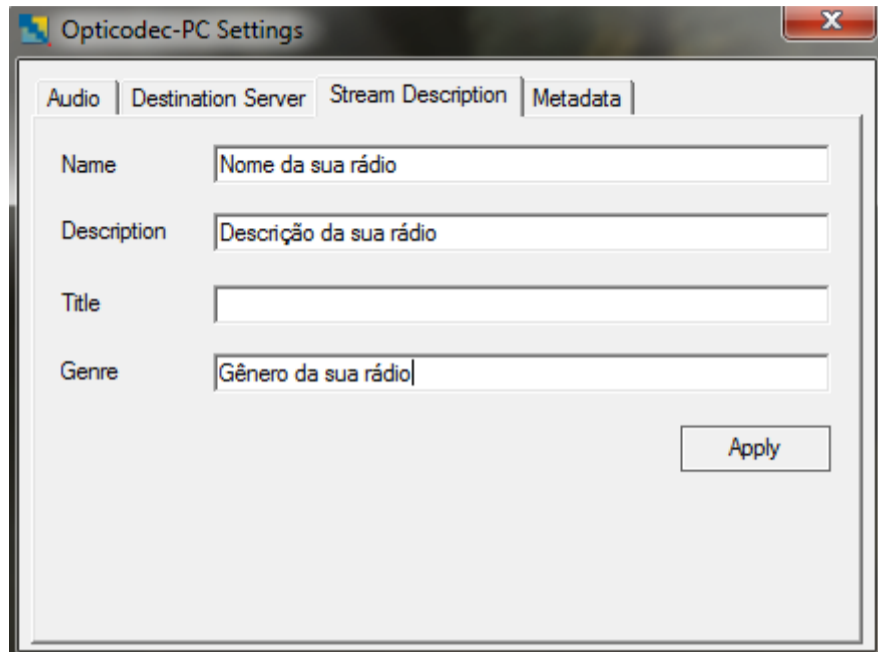 Opticodec-PC Settings
Audio Destination Server Stream Description Metadata
Name Nome da sua rádio
Description Descrição da sua rádio
Title
Genre Gênero da sua rádio
Apply